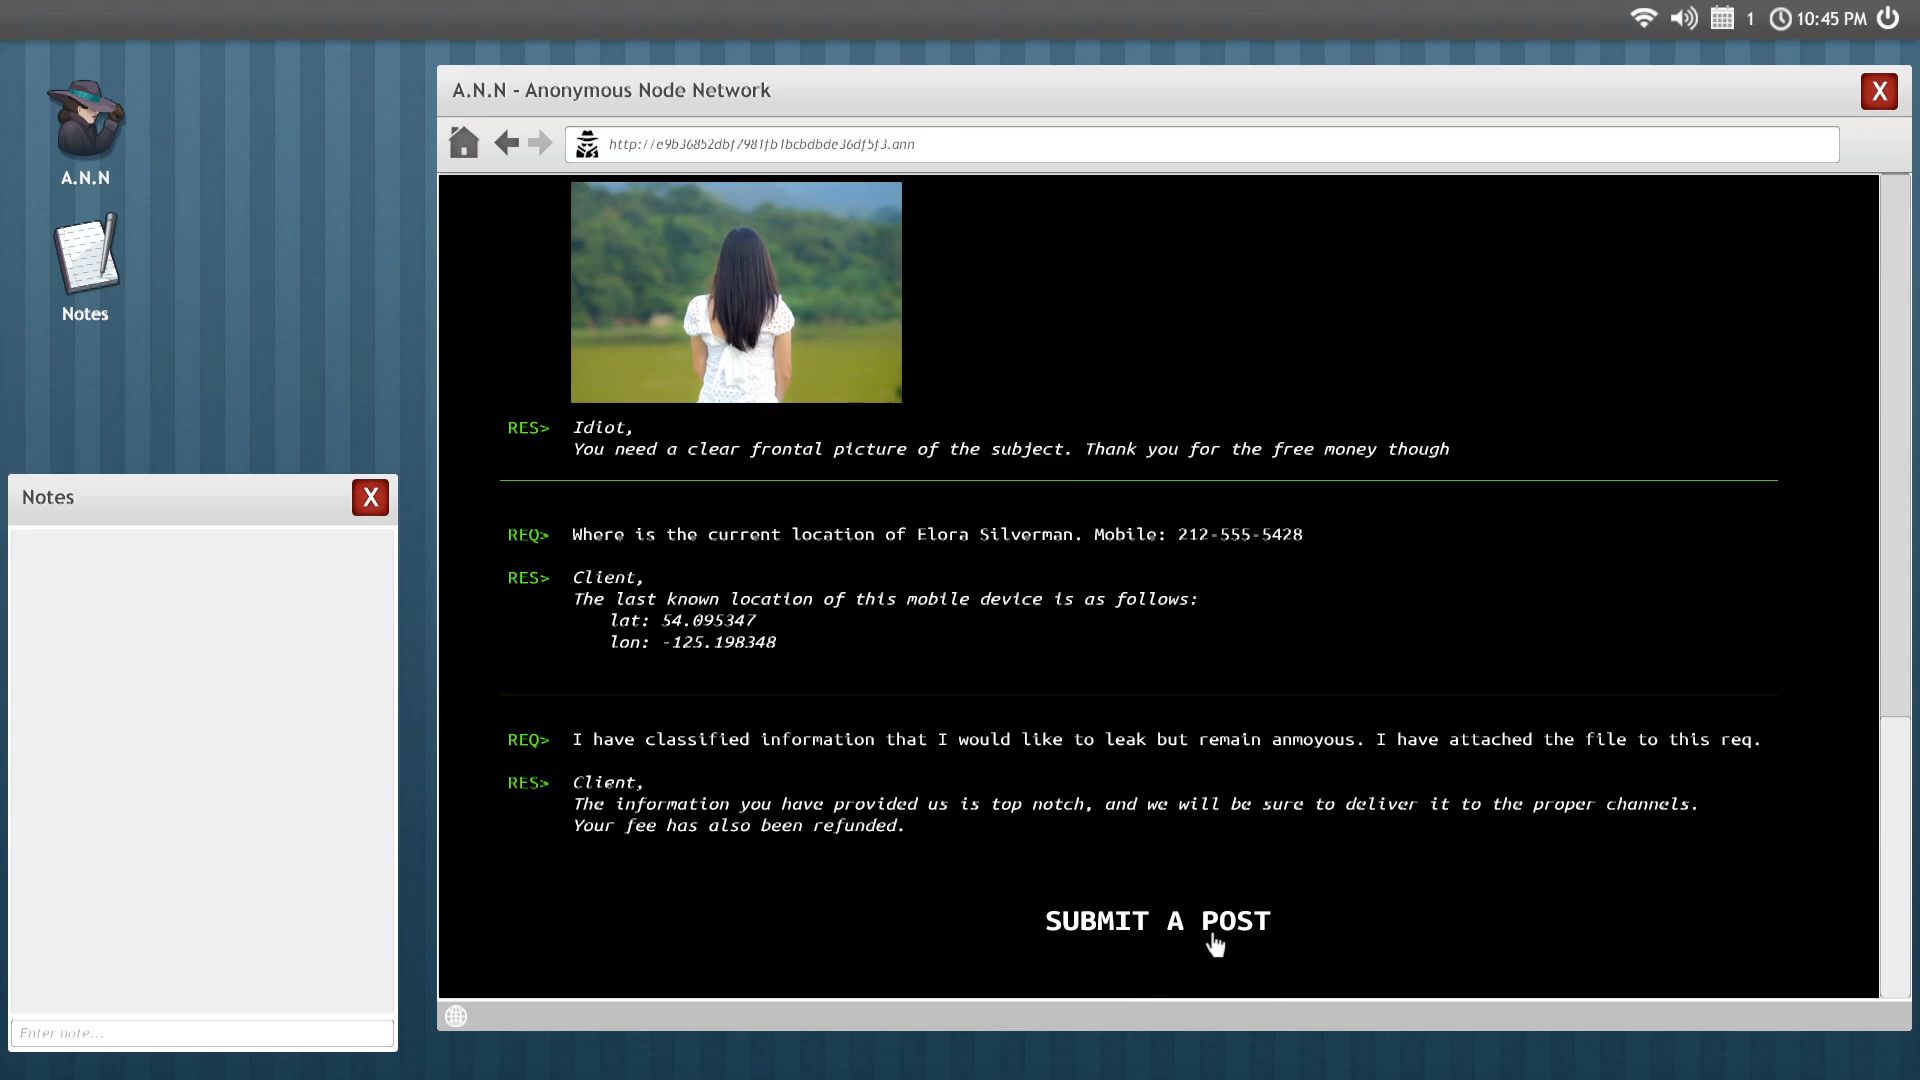 1 10:45 PM
A.N.N
Notes
A.N.N - Anonymous Node Network
X
http://e9b36852dbf7981fb1bcbdbde36df5f3.ann
RES> Idiot,
You need a clear frontal picture of the subject. Thank you for the free money though
REQ> Where is the current location of Elora Silverman. Mobile: 212-555-5428
RES> Client,
The last known location of this mobile device is as follows:
lat: 54.095347
lon: -125.198348
REQ> I have classified information that I would like to leak but remain anmoyous. I have attached the file to this req.
RES> Client,
The information you have provided us is top notch, and we will be sure to deliver it to the proper channels.
Your fee has also been refunded.
SUBMIT A POST
Notes
X
Enter note...